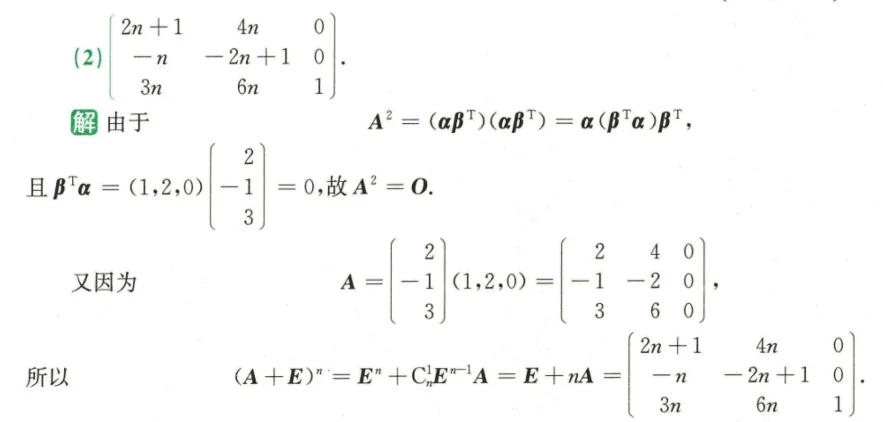 (2) $\begin{pmatrix} 2n+1 & 4n & 0 \\ -n & -2n+1 & 0 \\ 3n & 6n & 1 \end{pmatrix}$.
解 由于 $A^2=(\alpha\beta^T)(\alpha\beta^T)=\alpha(\beta^T\alpha)\beta^T$,
且 $\beta^T\alpha=(1,2,0)\begin{pmatrix} 2 \\ -1 \\ 3 \end{pmatrix}=0$,故 $A^2=O$.
又因为 $A=\begin{pmatrix} 2 \\ -1 \\ 3 \end{pmatrix}(1,2,0)=\begin{pmatrix} 2 & 4 & 0 \\ -1 & -2 & 0 \\ 3 & 6 & 0 \end{pmatrix}$,
所以 $(A+E)^n=E^n+C_n^1E^{n-1}A=E+nA=\begin{pmatrix} 2n+1 & 4n & 0 \\ -n & -2n+1 & 0 \\ 3n & 6n & 1 \end{pmatrix}$.